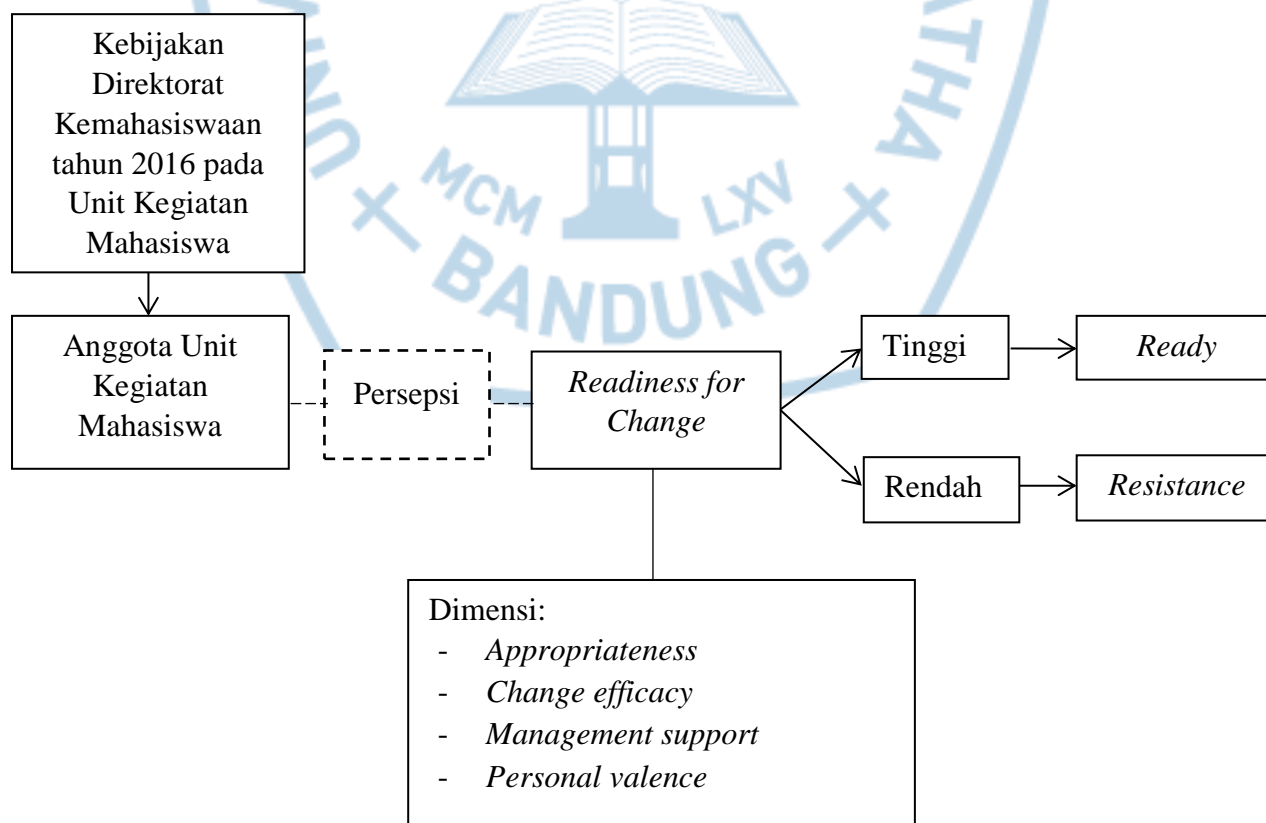 Kebijakan
Direktorat
Kemahasiswaan
tahun 2016 pada
Unit Kegiatan
Mahasiswa
Anggota Unit
Kegiatan
Mahasiswa
Persepsi
Readiness for
Change
Tinggi
Ready
Rendah
Resistance
Dimensi:
- Appropriateness
- Change efficacy
- Management support
- Personal valence
MCM LXV
BANDUNG